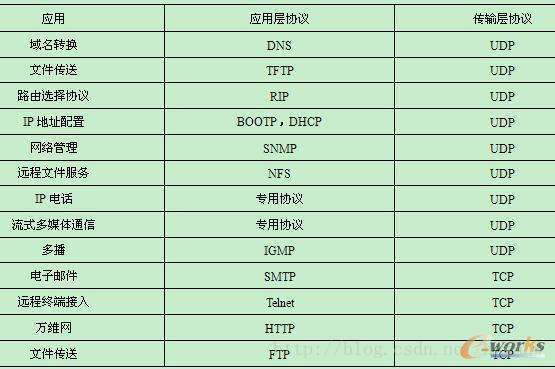 应用 应用层协议 传输层协议
域名转换 DNS UDP
文件传送 TFTP UDP
路由选择协议 RIP UDP
IP 地址配置 BOOTP，DHCP UDP
网络管理 SNMP UDP
远程文件服务 NFS UDP
IP 电话 专用协议 UDP
流式多媒体通信 专用协议 UDP
多播 IGMP UDP
电子邮件 SMTP TCP
远程终端接入 Telnet TCP
万维网 HTTP TCP
文件传送 FTP TCP
e-works